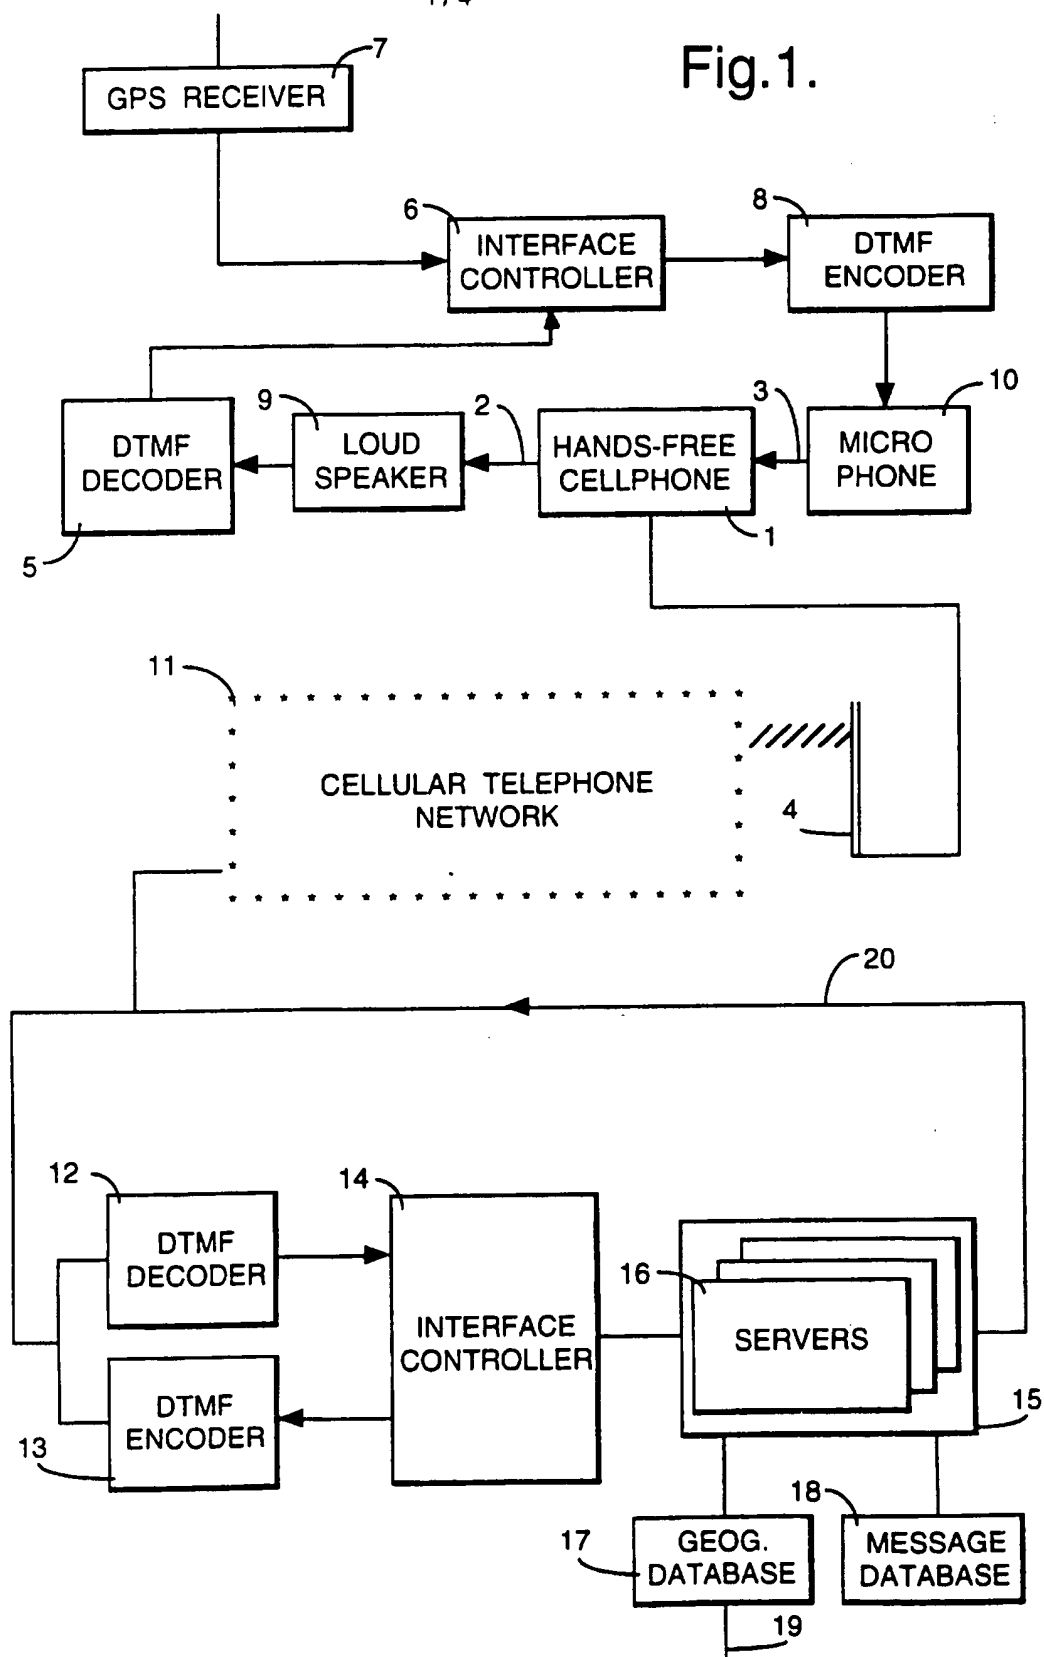 Fig.1.
7
GPS RECEIVER
6
INTERFACE
CONTROLLER
8
DTMF
ENCODER
5
DTMF
DECODER
9
LOUD
SPEAKER
2
HANDS-FREE
CELLPHONE
1
3
MICRO
PHONE
10
11
CELLULAR TELEPHONE
NETWORK
4
20
12
DTMF
DECODER
13
DTMF
ENCODER
14
INTERFACE
CONTROLLER
16
SERVERS
15
17
GEOG.
DATABASE
18
MESSAGE
DATABASE
19